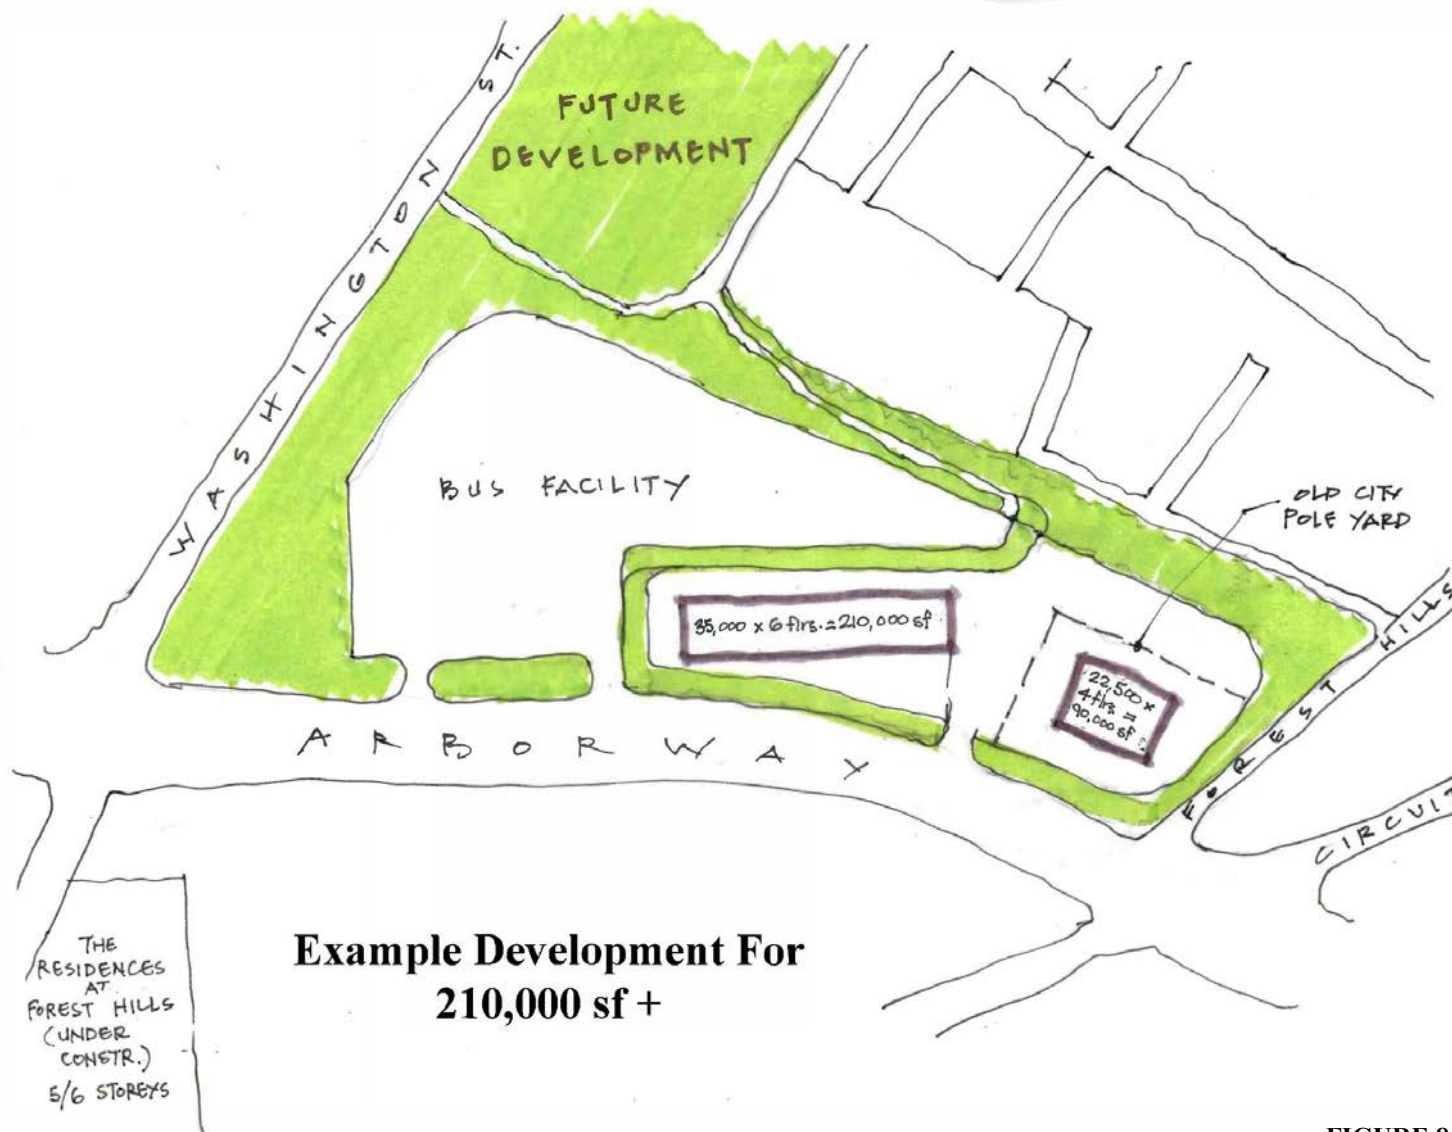 WASHINGTON ST.
FUTURE
DEVELOPMENT
BUS FACILITY
OLD CITY
POLE YARD
35,000 x 6 flrs. = 210,000 sf
22,500 x
4 flrs =
90,000 sf
FOREST HILLS
CIRCUIT
ARBORWAY
THE
RESIDENCES
AT
FOREST HILLS
(UNDER
CONSTR.)
5/6 STOREYS
Example Development For
210,000 sf +